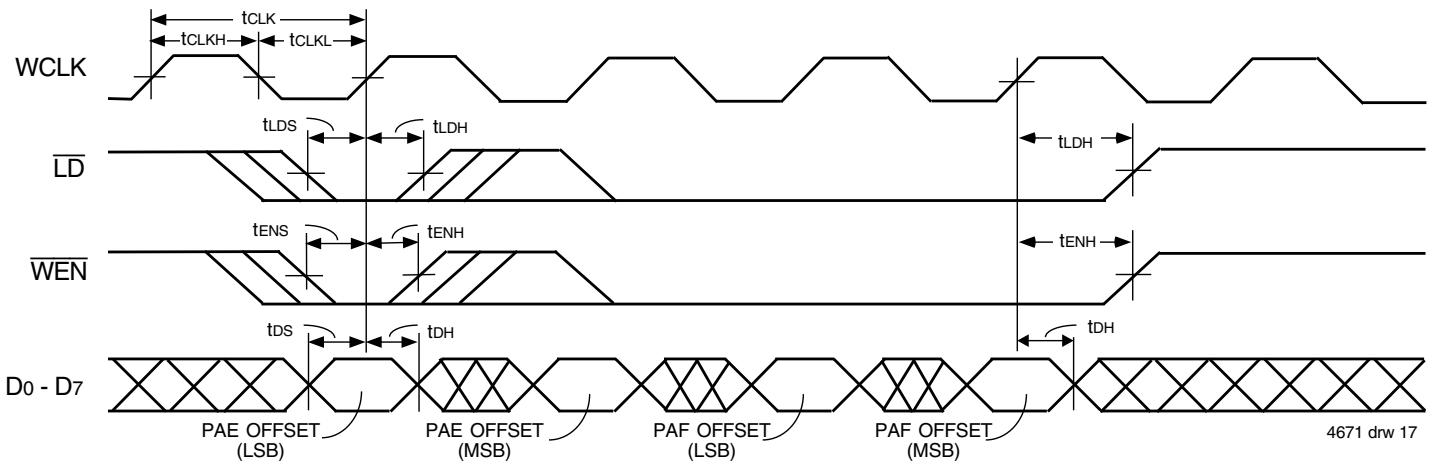 tCLK
tCLKH
tCLKL
WCLK
tLDS
tLDH
tLDH
LD
tENS
tENH
tENH
WEN
tDS
tDH
tDH
D0 - D7
PAE OFFSET
(LSB)
PAE OFFSET
(MSB)
PAF OFFSET
(LSB)
PAF OFFSET
(MSB)
4671 drw 17